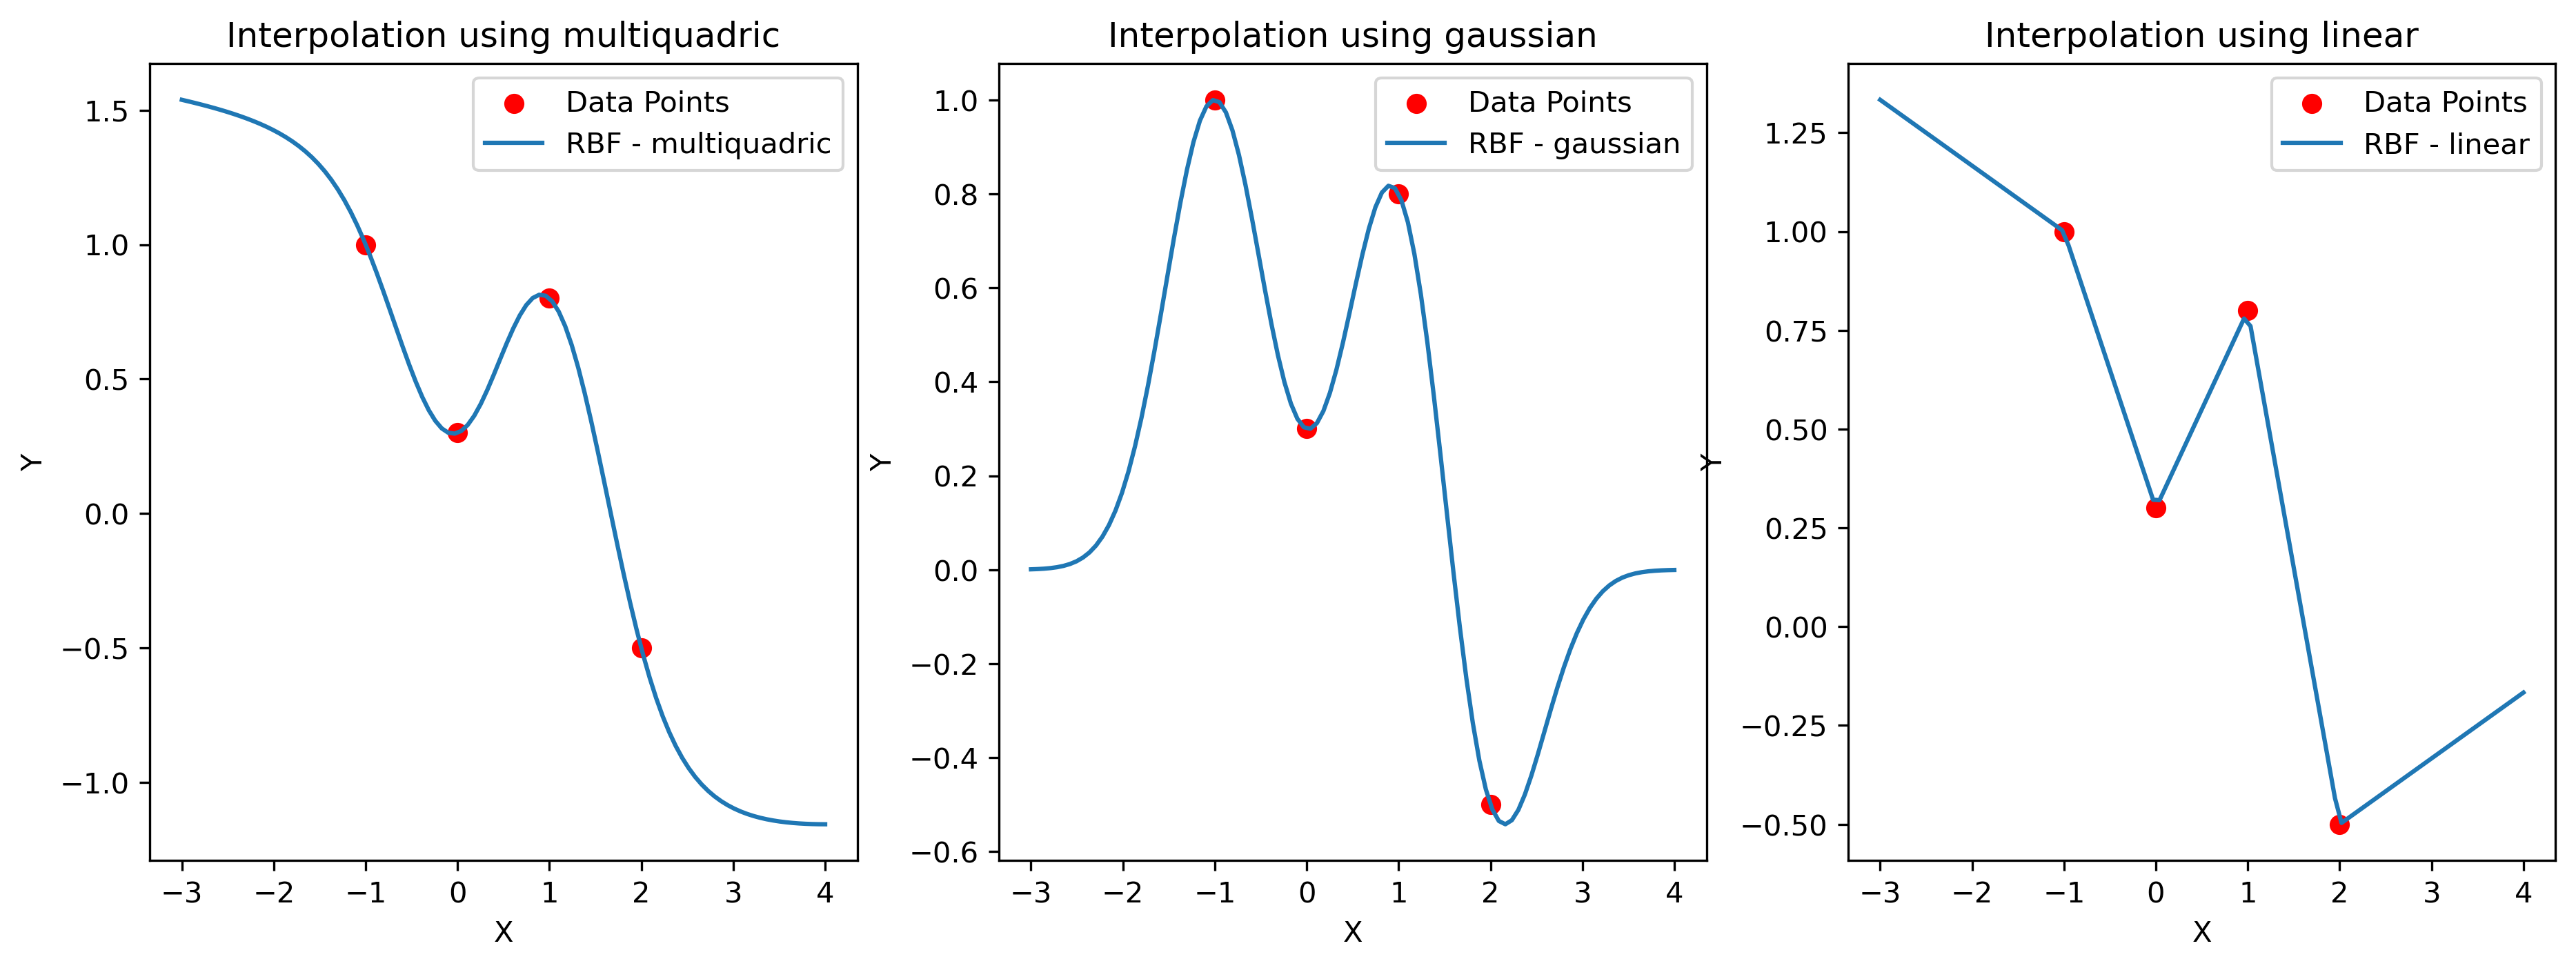 Interpolation using multiquadric
Data Points
RBF - multiquadric
1.5
1.0
0.5
0.0
−0.5
−1.0
Y
−3 −2 −1 0 1 2 3 4
X
Interpolation using gaussian
Data Points
RBF - gaussian
1.0
0.8
0.6
0.4
0.2
0.0
−0.2
−0.4
−0.6
Y
−3 −2 −1 0 1 2 3 4
X
Interpolation using linear
Data Points
RBF - linear
1.25
1.00
0.75
0.50
0.25
0.00
−0.25
−0.50
Y
−3 −2 −1 0 1 2 3 4
X